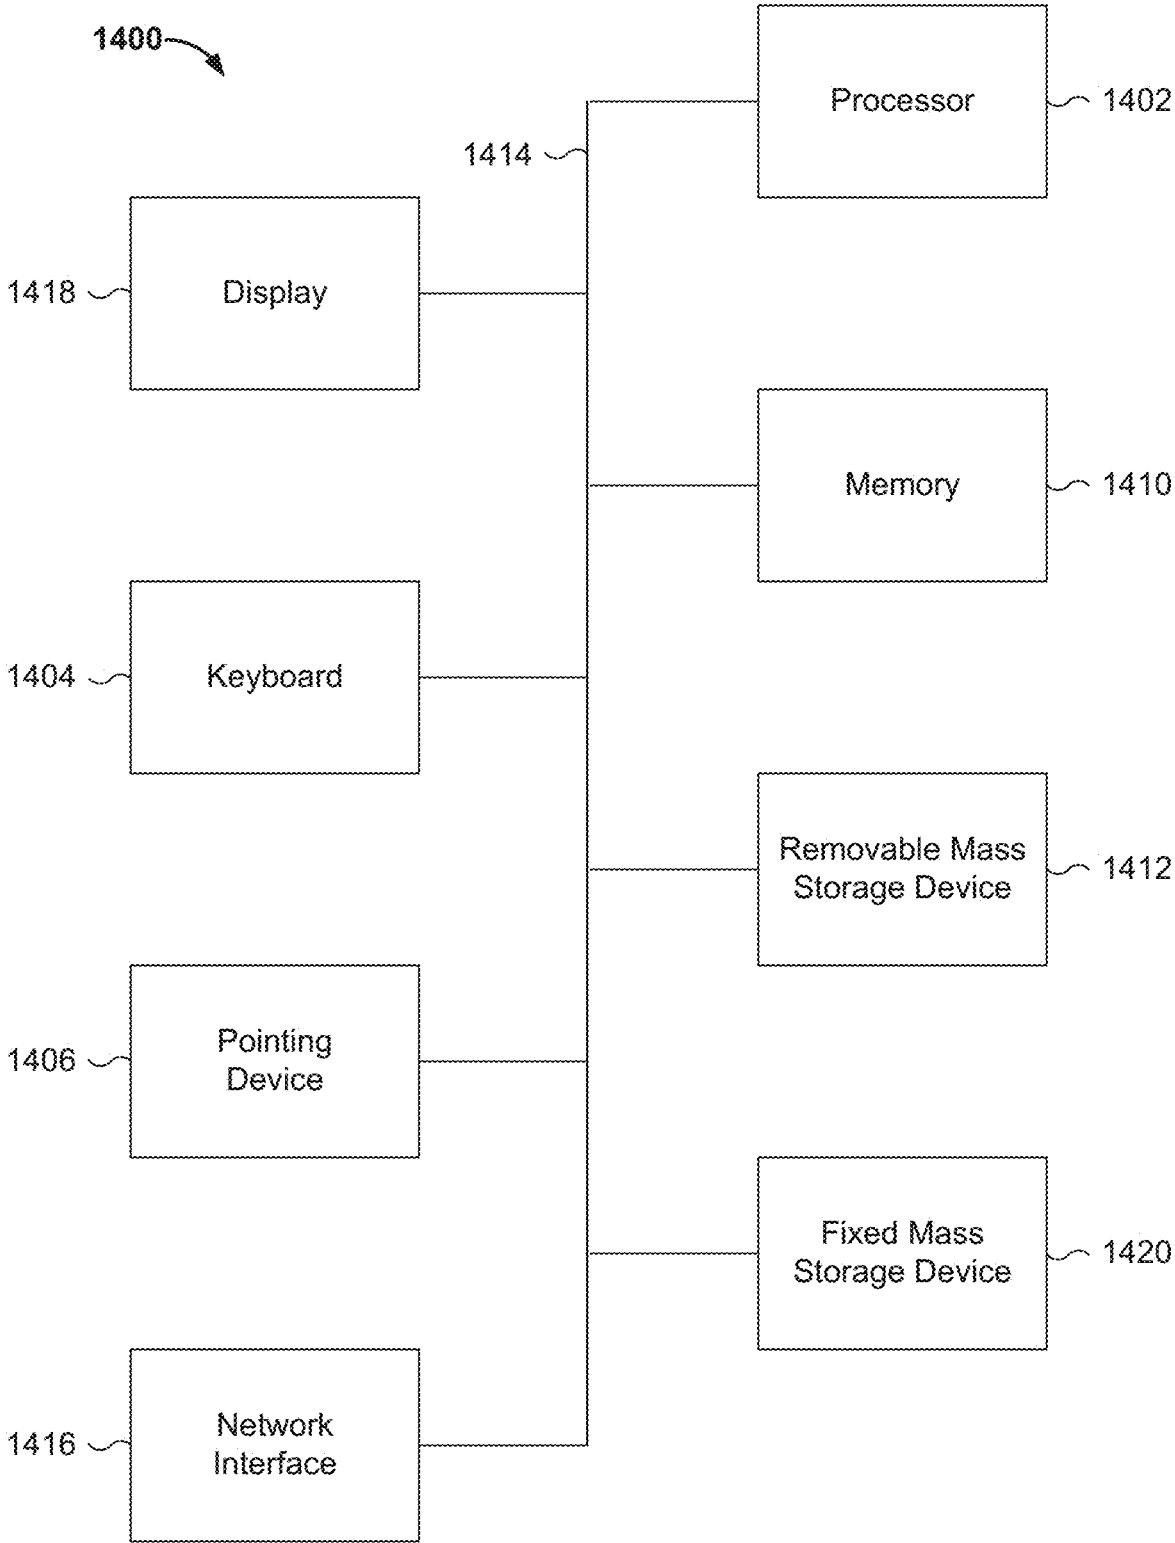 1400
Processor
1402
1414
1418
Display
Memory
1410
1404
Keyboard
Removable Mass
Storage Device
1412
1406
Pointing
Device
Fixed Mass
Storage Device
1420
1416
Network
Interface